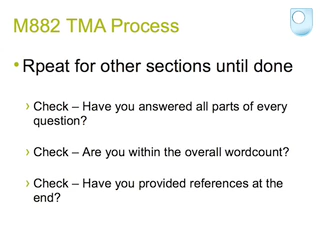 M882 TMA Process
• Rpeat for other sections until done
› Check – Have you answered all parts of every
question?
› Check – Are you within the overall wordcount?
› Check – Have you provided references at the
end?